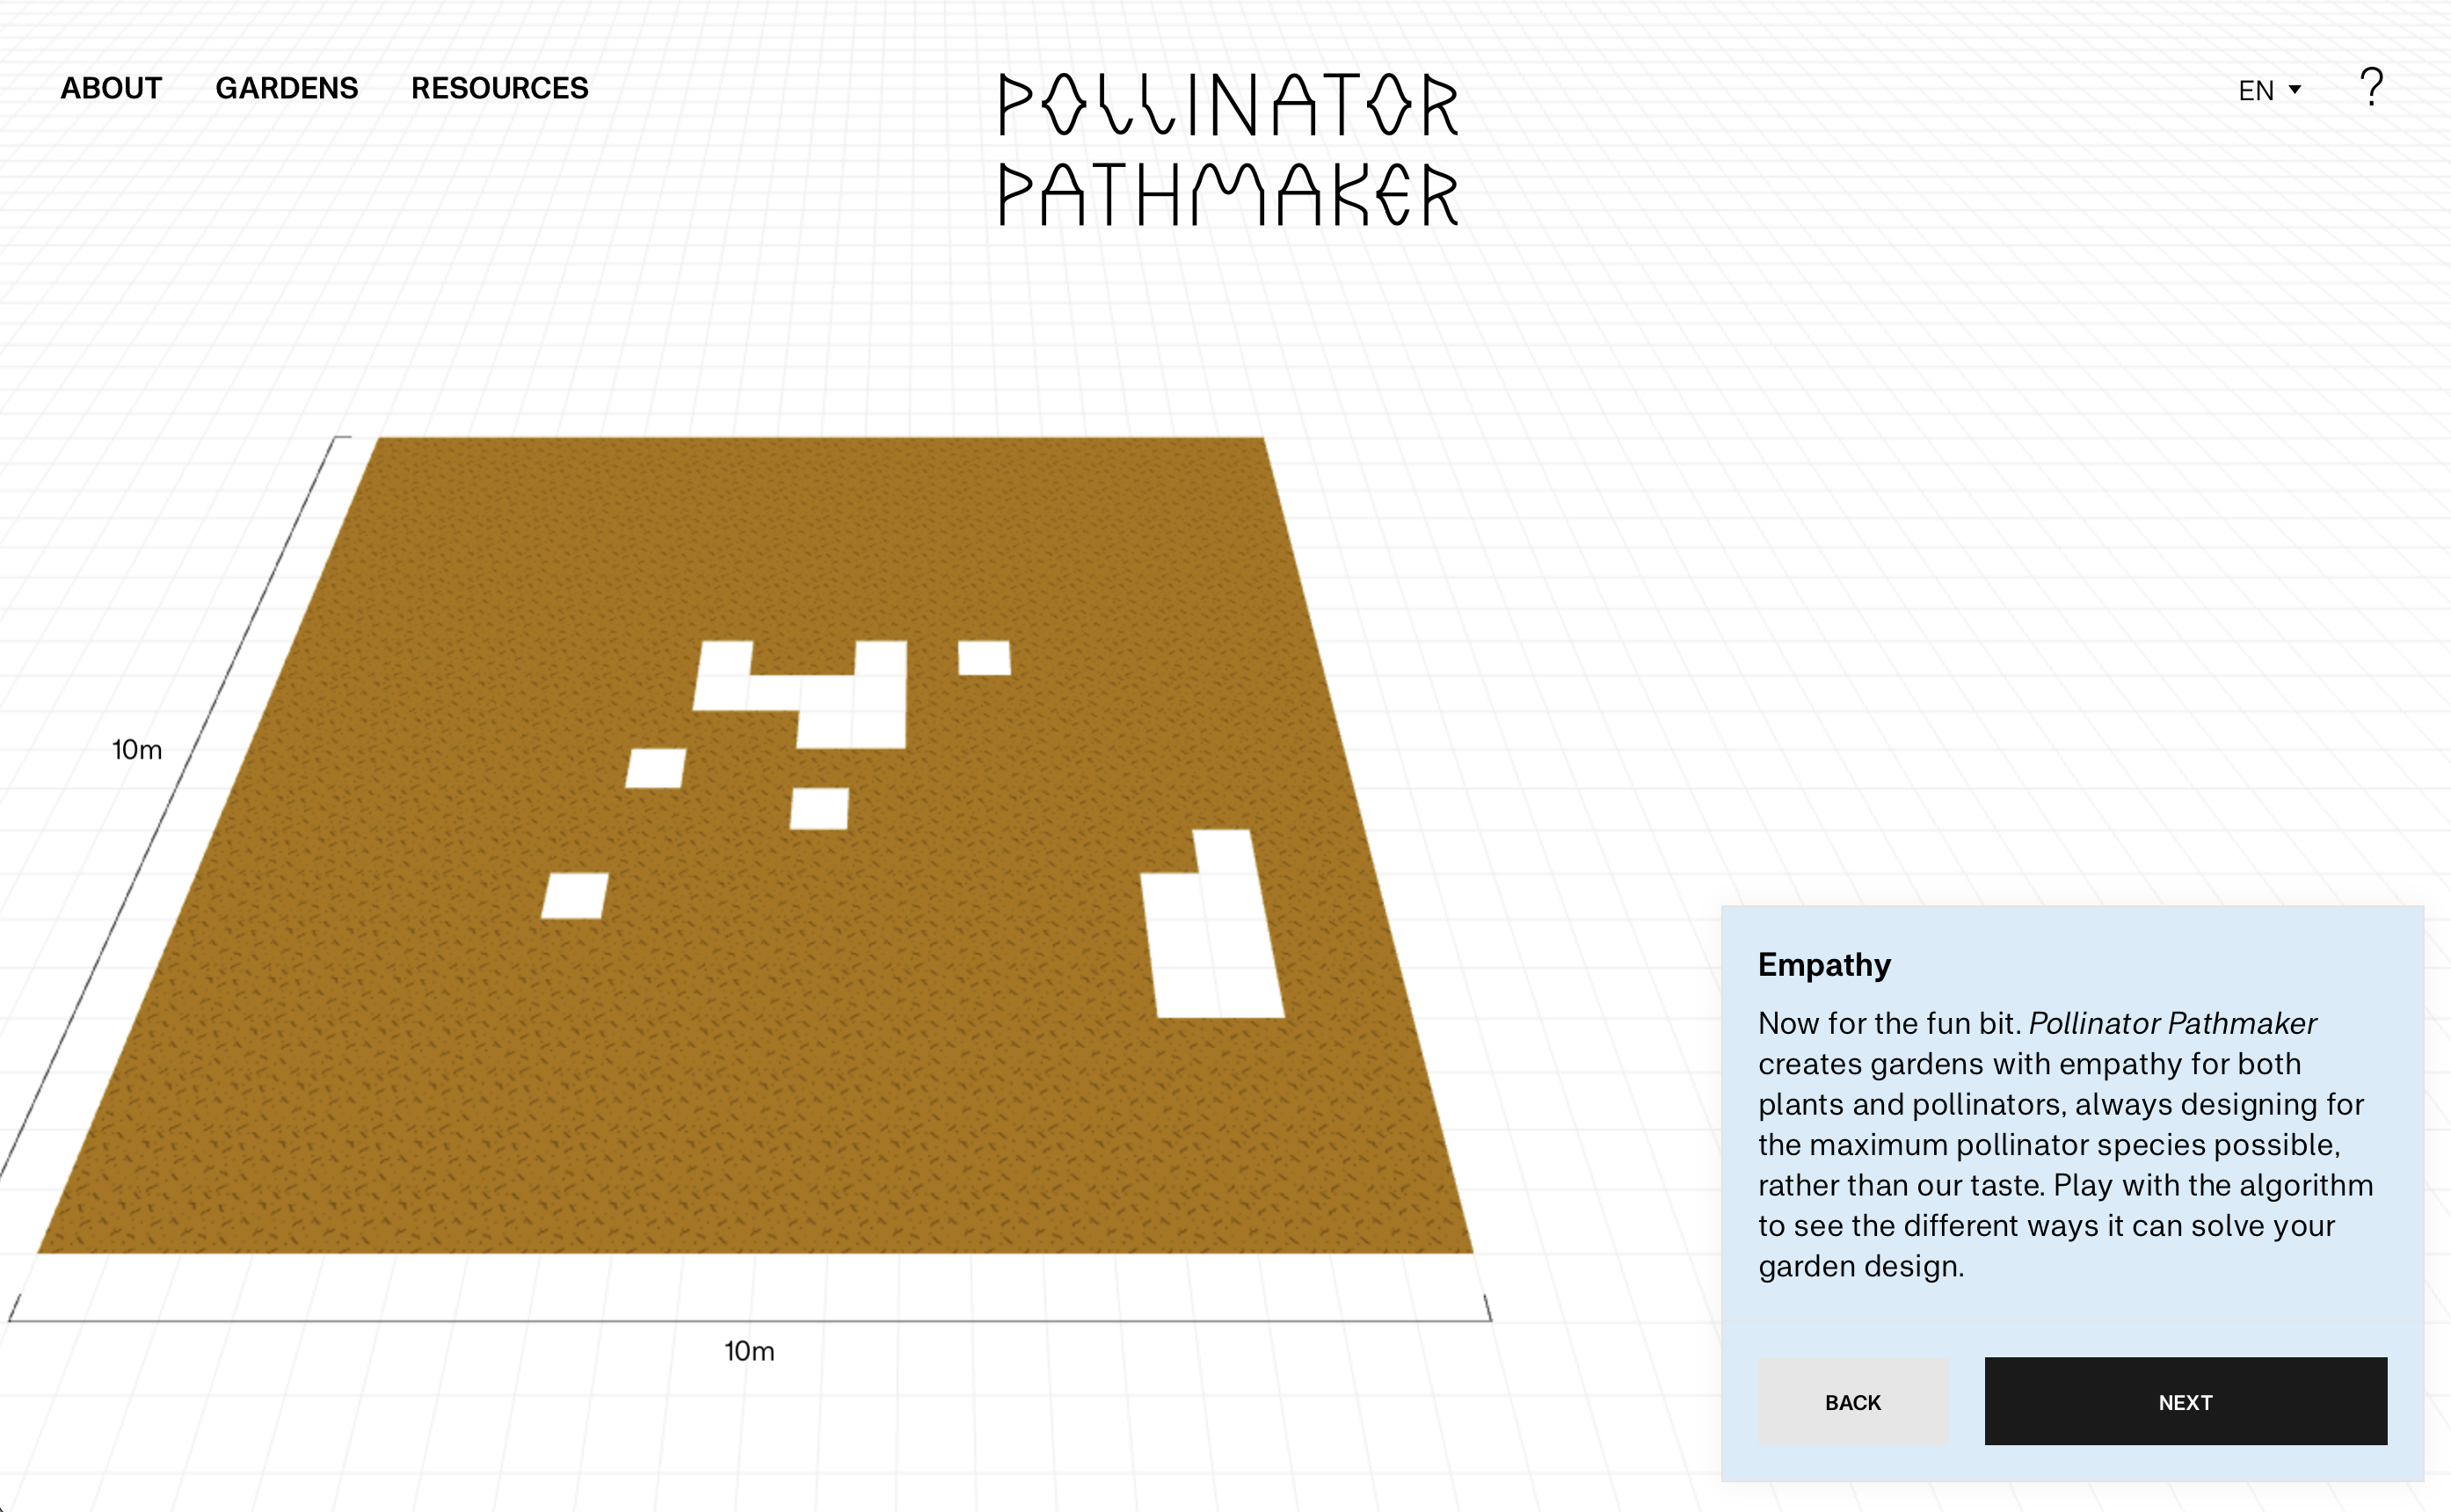 ABOUT GARDENS RESOURCES
POLLINATOR
PATHMAKER
EN ?
10m
10m
Empathy
Now for the fun bit. Pollinator Pathmaker
creates gardens with empathy for both
plants and pollinators, always designing for
the maximum pollinator species possible,
rather than our taste. Play with the algorithm
to see the different ways it can solve your
garden design.
BACK NEXT